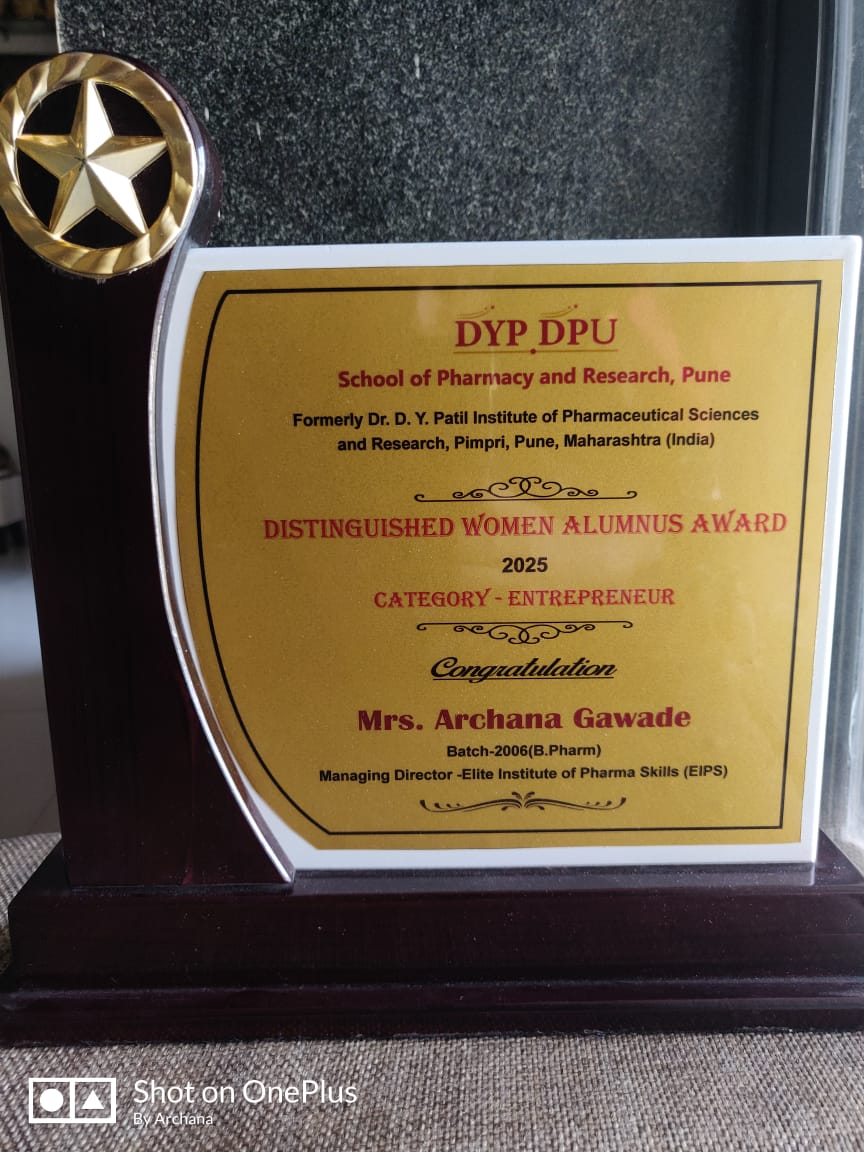 DYP DPU
School of Pharmacy and Research, Pune
Formerly Dr. D. Y. Patil Institute of Pharmaceutical Sciences
and Research, Pimpri, Pune, Maharashtra (India)
DISTINGUISHED WOMEN ALUMNUS AWARD
2025
CATEGORY - ENTREPRENEUR
Congratulation
Mrs. Archana Gawade
Batch-2006(B.Pharm)
Managing Director -Elite Institute of Pharma Skills (EIPS)
Shot on OnePlus
By Archana